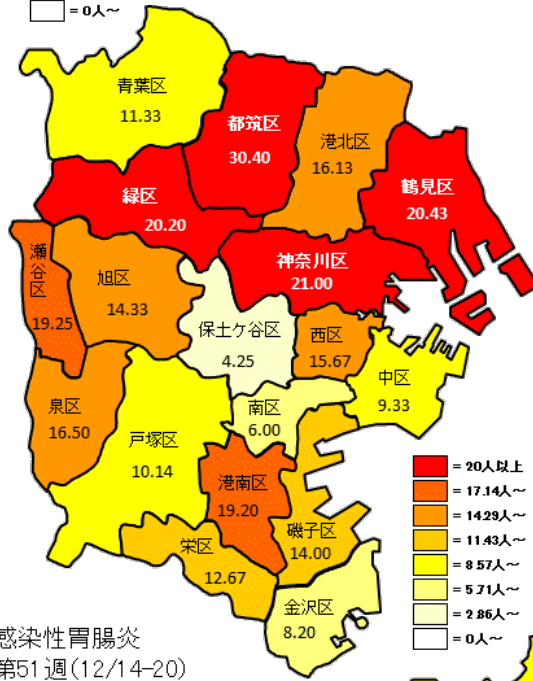 = 0人～
青葉区
11.33
都筑区
30.40
港北区
16.13
鶴見区
20.43
緑区
20.20
神奈川区
21.00
瀬谷区
19.25
旭区
14.33
保土ケ谷区
4.25
西区
15.67
中区
9.33
泉区
16.50
戸塚区
10.14
南区
6.00
港南区
19.20
磯子区
14.00
栄区
12.67
金沢区
8.20
= 20人以上
= 17.14人～
= 14.29人～
= 11.43人～
= 8.57人～
= 5.71人～
= 2.86人～
= 0人～
感染性胃腸炎
第51週(12/14-20)